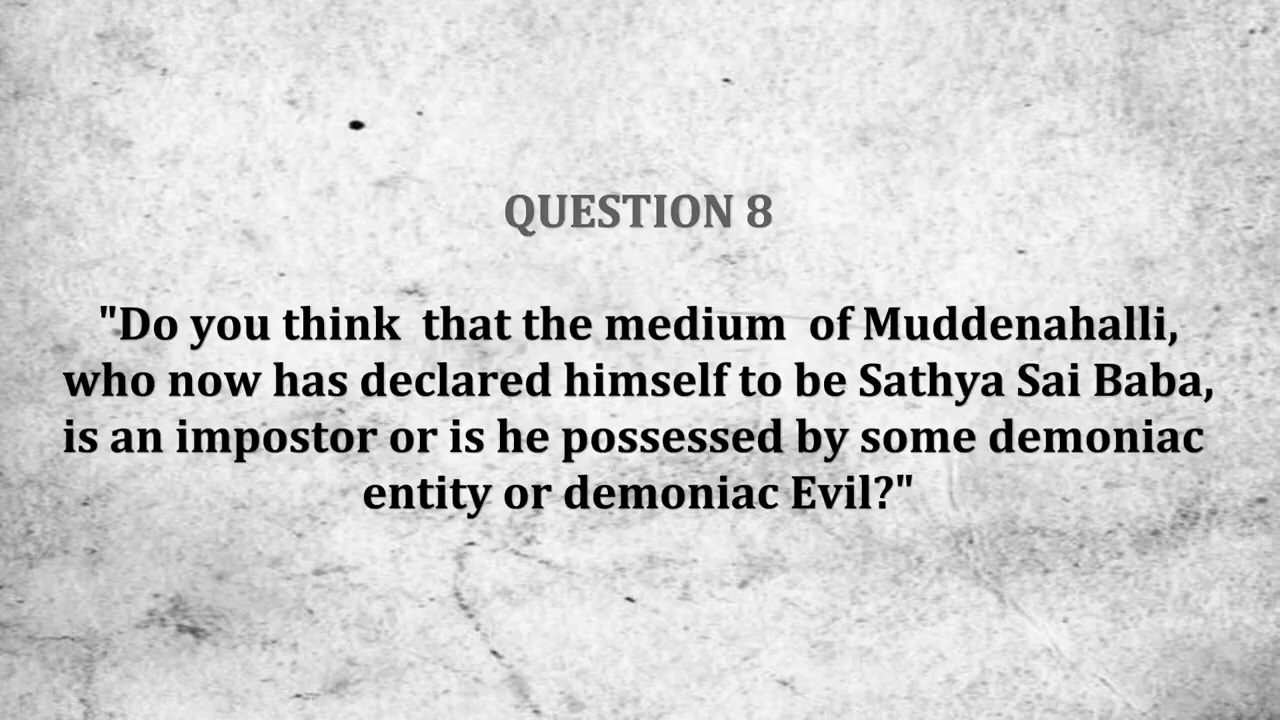 QUESTION 8
"Do you think that the medium of Muddenahalli,
who now has declared himself to be Sathya Sai Baba,
is an impostor or is he possessed by some demoniac
entity or demoniac Evil?"